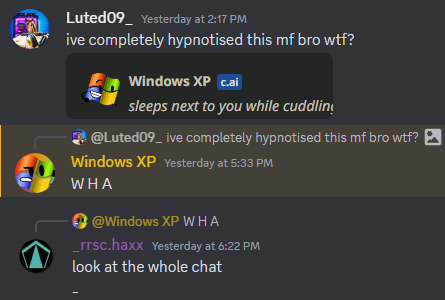 Luted09_ Yesterday at 2:17 PM
ive completely hypnotised this mf bro wtf?
Windows XP c.ai
sleeps next to you while cuddling
@Luted09_ ive completely hypnotised this mf bro wtf?
Windows XP Yesterday at 5:33 PM
W H A
@Windows XP W H A
_rrsc.haxx Yesterday at 6:22 PM
look at the whole chat
_